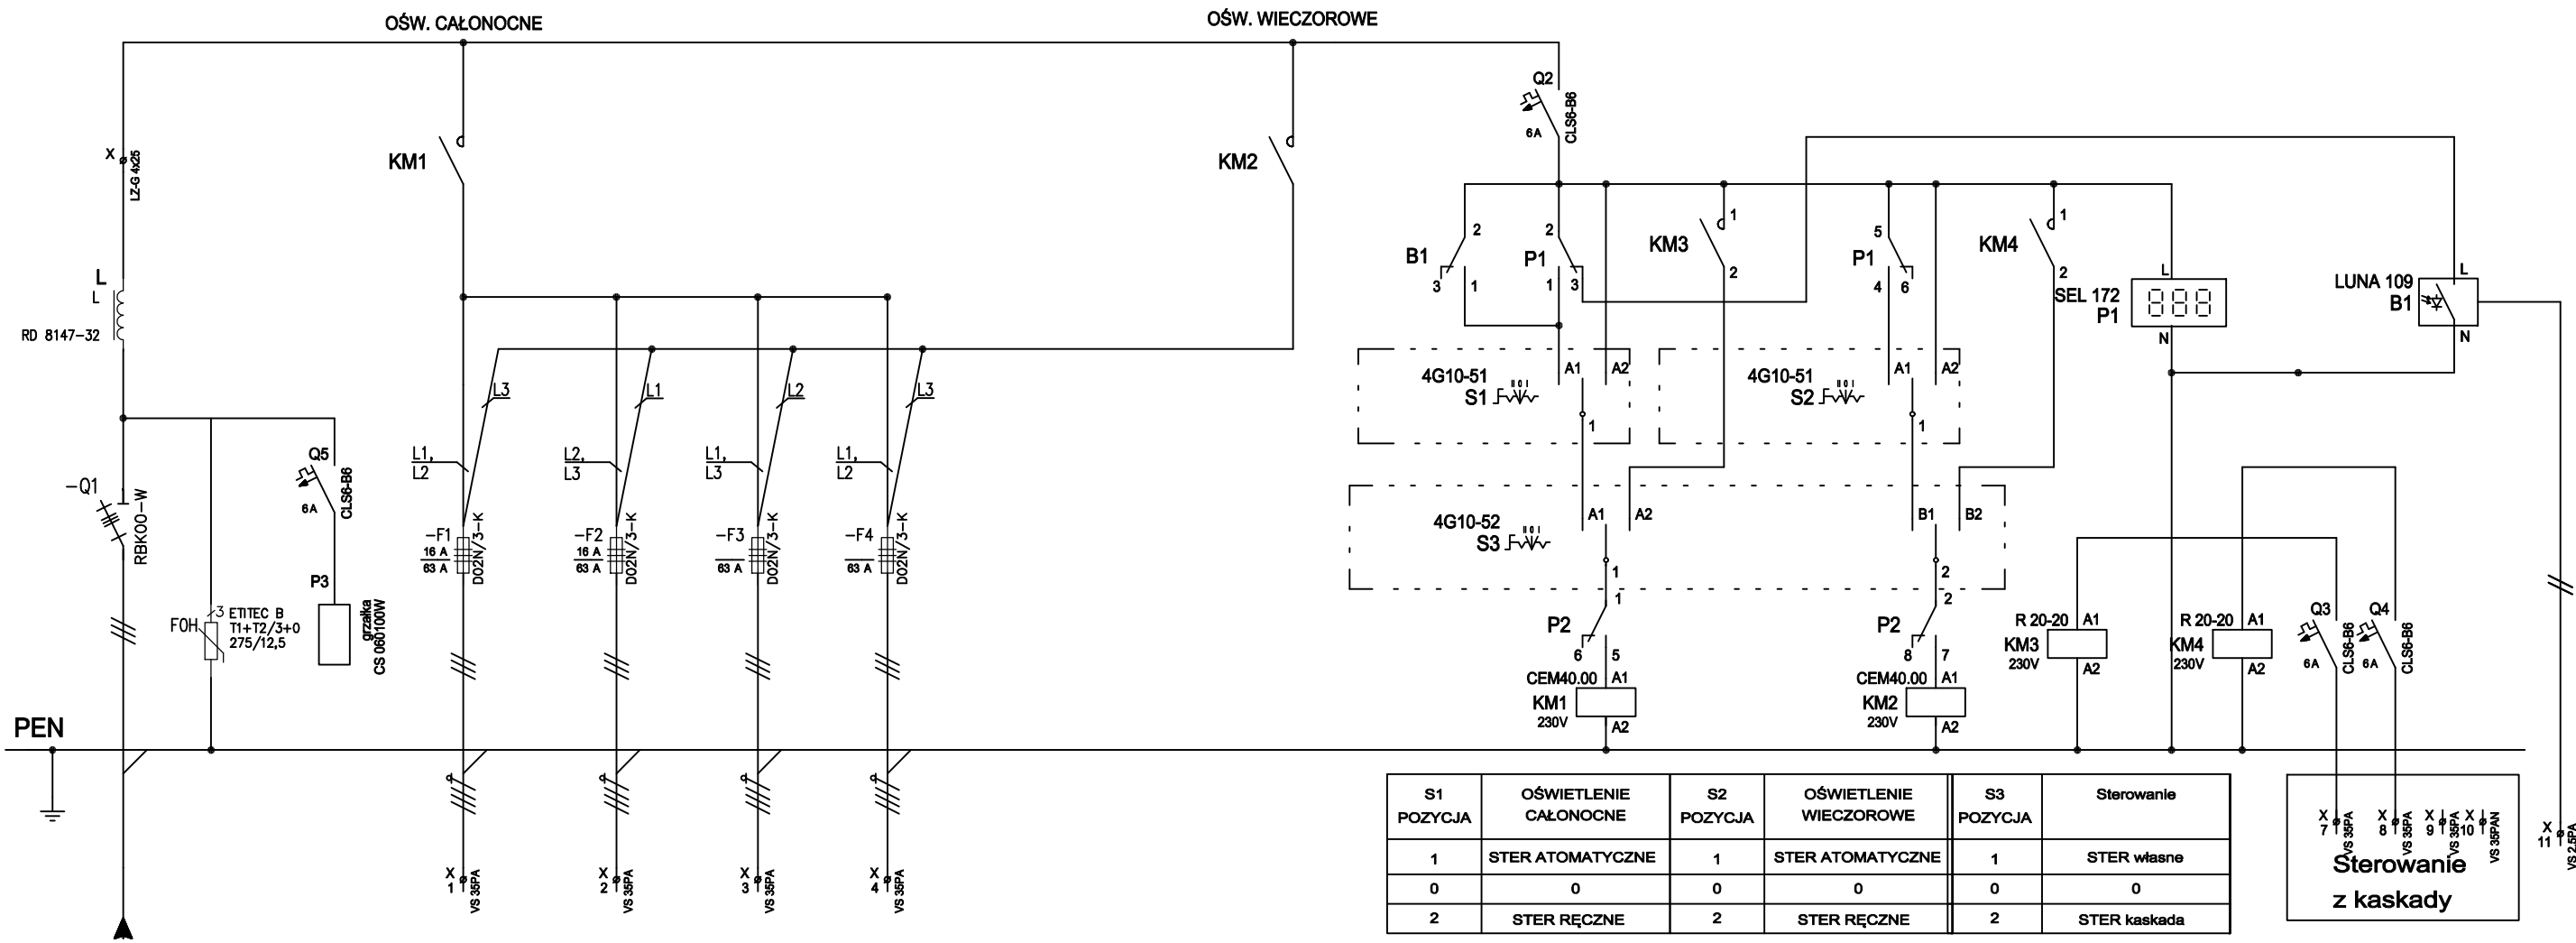 OŚW. CAŁONOCNE
OŚW. WIECZOROWE
X
LZ-G 4x25
KM1
KM2
Q2
6A
CLS6-B6
L
L
RD 8147-32
B1
2
3
1
P1
2
1
3
KM3
1
2
P1
5
4
6
KM4
1
2
SEL 172
P1
L
N
LUNA 109
B1
L
N
L3
L1
L2
L3
4G10-51
S1
II 0 I
A1
A2
1
4G10-51
S2
II 0 I
A1
A2
1
L1,
L2
L2,
L3
L1,
L3
L1,
L2
-Q1
RBK00-W
Q5
6A
CLS6-B6
P3
grzałka
CS 060100W
F0H
3
ETITEC B
T1+T2/3+0
275/12,5
-F1
16 A
63 A
D02N/3-K
-F2
16 A
63 A
D02N/3-K
-F3
63 A
D02N/3-K
-F4
63 A
D02N/3-K
4G10-52
S3
II 0 I
A1
A2
1
B1
B2
2
P2
1
6
5
P2
2
8
7
CEM40.00
KM1
230V
A1
A2
CEM40.00
KM2
230V
A1
A2
R 20-20
KM3
230V
A1
A2
R 20-20
KM4
230V
A1
A2
Q3
6A
CLS6-B6
Q4
6A
CLS6-B6
PEN
X
1
VS 35PA
X
2
VS 35PA
X
3
VS 35PA
X
4
VS 35PA
S1 POZYCJA OŚWIETLENIE CAŁONOCNE S2 POZYCJA OŚWIETLENIE WIECZOROWE S3 POZYCJA Sterowanie
1 STER ATOMATYCZNE 1 STER ATOMATYCZNE 1 STER własne
0 0 0 0 0 0
2 STER RĘCZNE 2 STER RĘCZNE 2 STER kaskada
X
7
VS 35PA
X
8
VS 35PA
X
9
VS 35PA
X
10
VS 35PAN
Sterowanie
z kaskady
X
11
VS 2,5PA